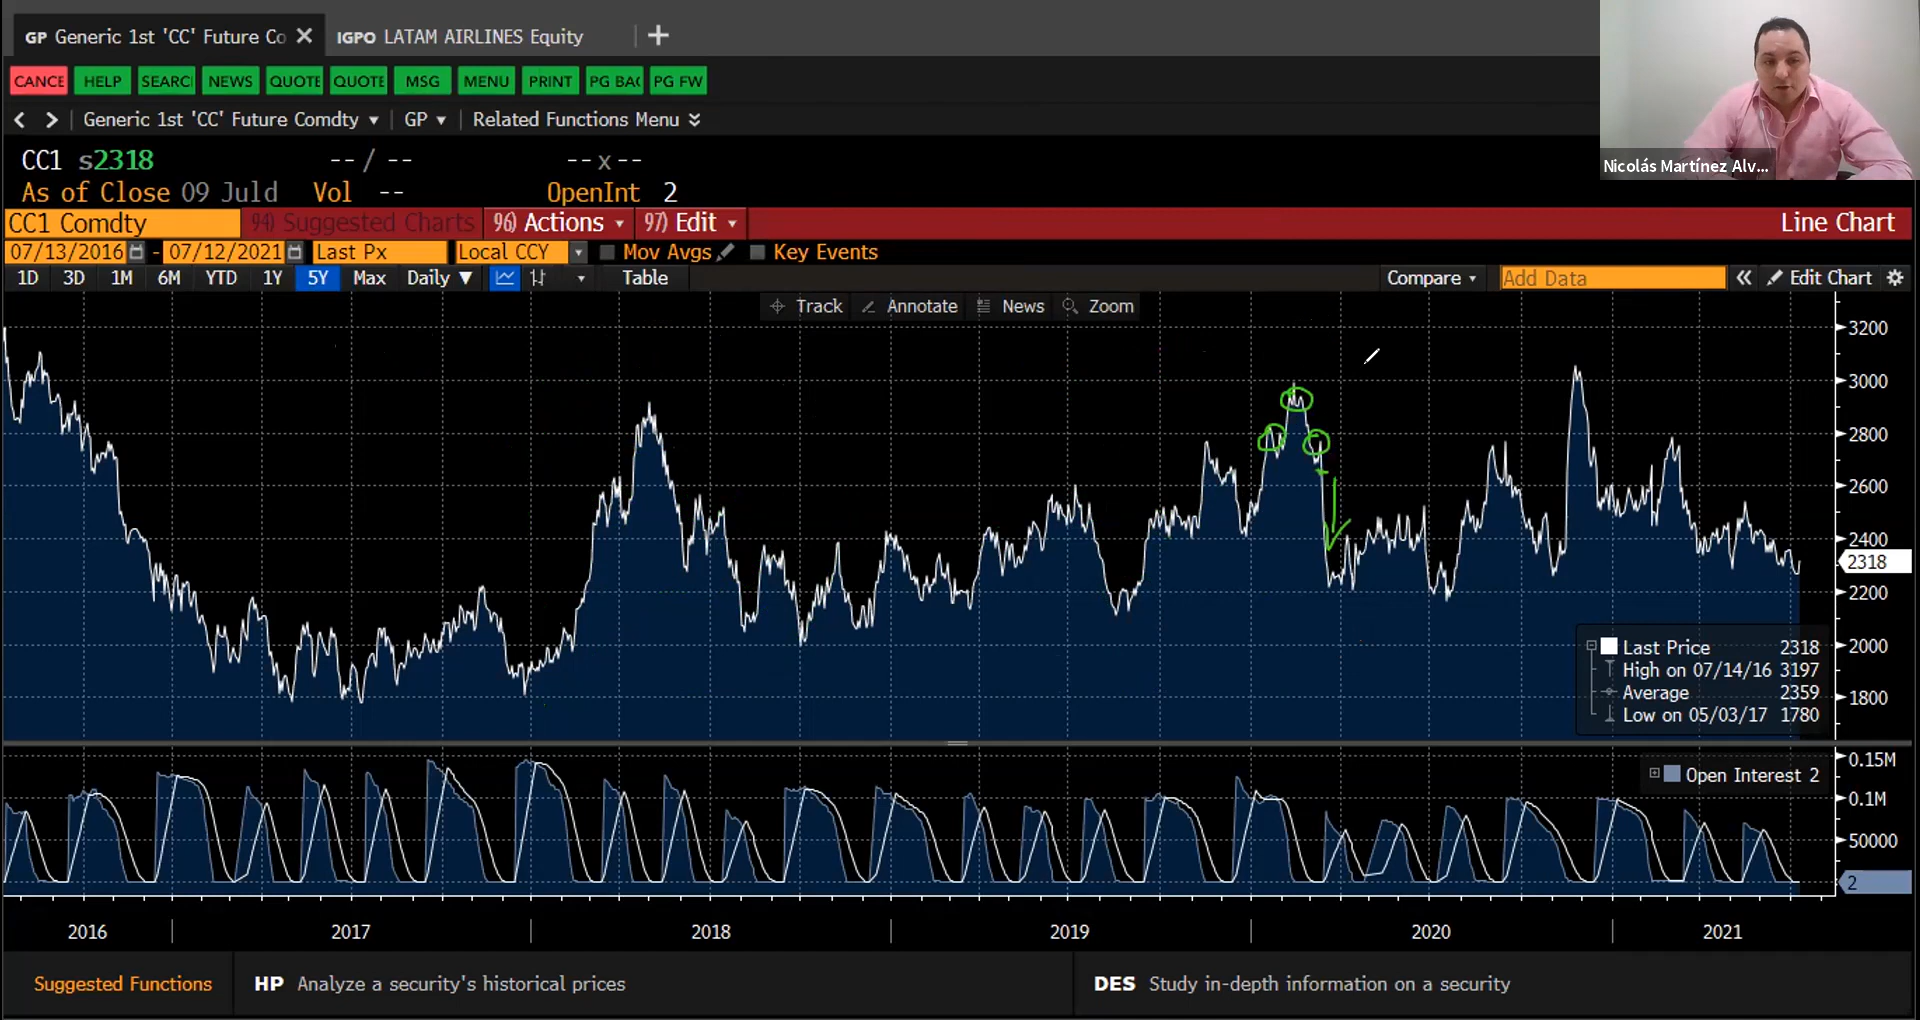 GP Generic 1st 'CC' Future Co
IGPO LATAM AIRLINES Equity
CANCE HELP SEARC NEWS QUOTE QUOTE MSG MENU PRINT PG BAC PG FW
Generic 1st 'CC' Future Comdty GP Related Functions Menu
CC1 s2318 -- / -- -- x --
As of Close 09 Juld Vol -- OpenInt 2
CC1 Comdty 94) Suggested Charts 96) Actions 97) Edit Line Chart
07/13/2016 - 07/12/2021 Last Px Local CCY Mov Avgs Key Events
1D 3D 1M 6M YTD 1Y 5Y Max Daily Table Compare Add Data Edit Chart
Track Annotate News Zoom
Nicolás Martínez Alv...
3200
3000
2800
2600
2400
2318
2200
2000
1800
Last Price 2318
High on 07/14/16 3197
Average 2359
Low on 05/03/17 1780
0.15M
Open Interest 2
0.1M
50000
2
2016 2017 2018 2019 2020 2021
Suggested Functions HP Analyze a security's historical prices DES Study in-depth information on a security